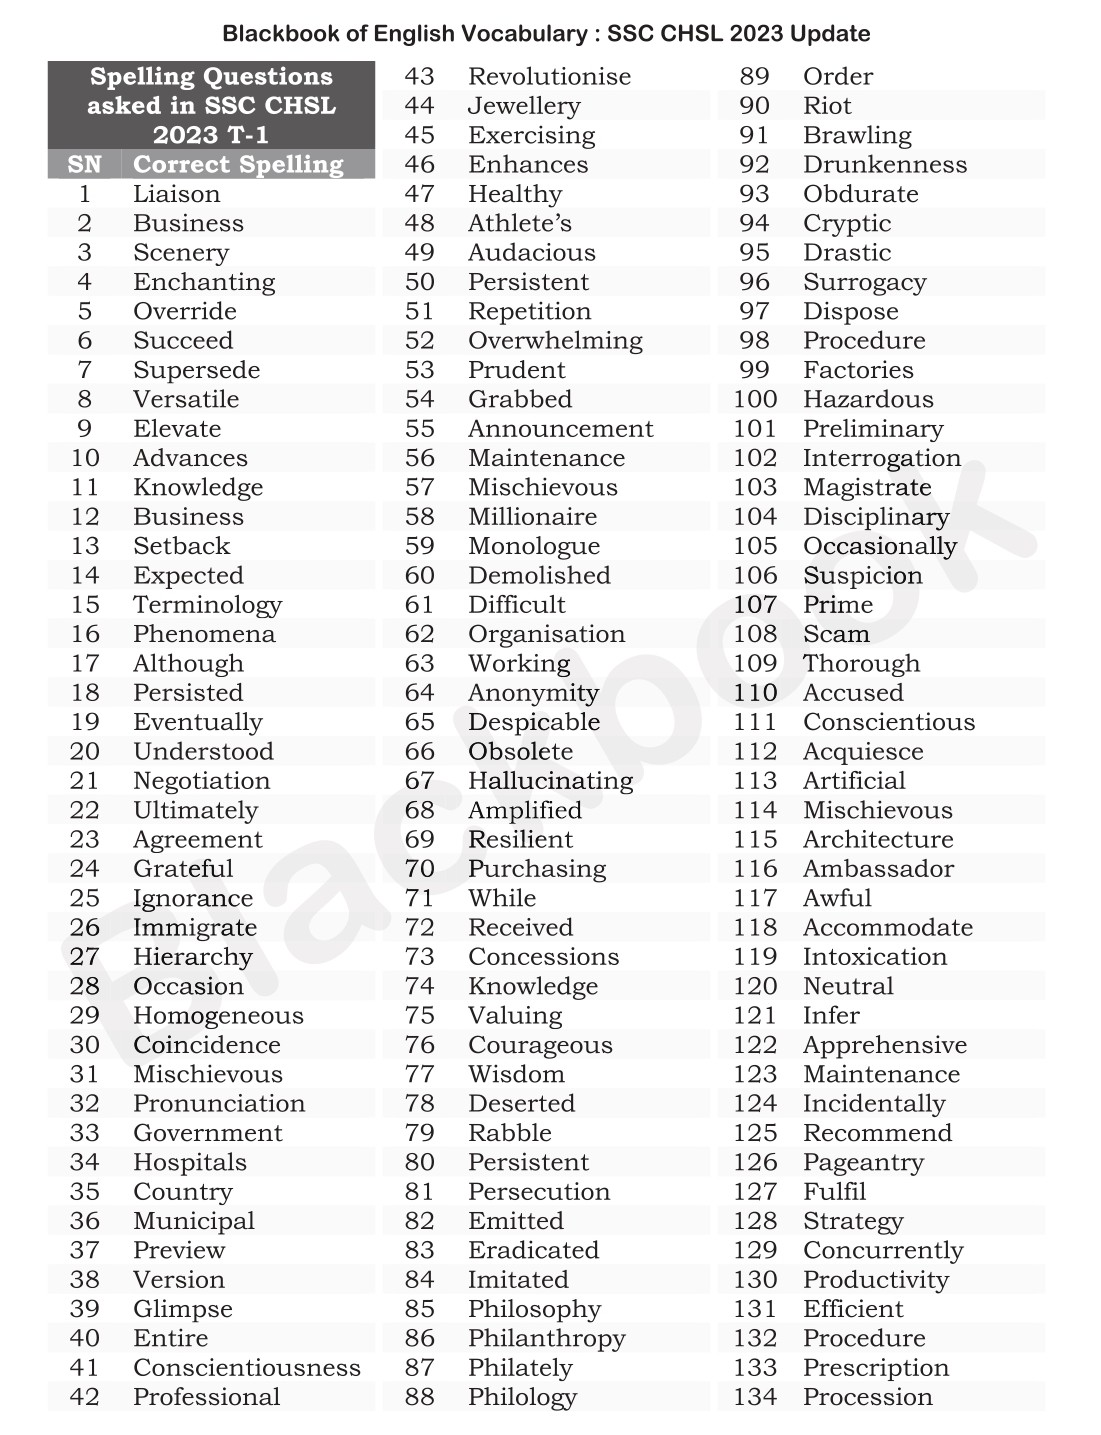 Blackbook of English Vocabulary : SSC CHSL 2023 Update
Spelling Questions
asked in SSC CHSL
2023 T-1
SN Correct Spelling
1 Liaison
2 Business
3 Scenery
4 Enchanting
5 Override
6 Succeed
7 Supersede
8 Versatile
9 Elevate
10 Advances
11 Knowledge
12 Business
13 Setback
14 Expected
15 Terminology
16 Phenomena
17 Although
18 Persisted
19 Eventually
20 Understood
21 Negotiation
22 Ultimately
23 Agreement
24 Grateful
25 Ignorance
26 Immigrate
27 Hierarchy
28 Occasion
29 Homogeneous
30 Coincidence
31 Mischievous
32 Pronunciation
33 Government
34 Hospitals
35 Country
36 Municipal
37 Preview
38 Version
39 Glimpse
40 Entire
41 Conscientiousness
42 Professional
43 Revolutionise
44 Jewellery
45 Exercising
46 Enhances
47 Healthy
48 Athlete's
49 Audacious
50 Persistent
51 Repetition
52 Overwhelming
53 Prudent
54 Grabbed
55 Announcement
56 Maintenance
57 Mischievous
58 Millionaire
59 Monologue
60 Demolished
61 Difficult
62 Organisation
63 Working
64 Anonymity
65 Despicable
66 Obsolete
67 Hallucinating
68 Amplified
69 Resilient
70 Purchasing
71 While
72 Received
73 Concessions
74 Knowledge
75 Valuing
76 Courageous
77 Wisdom
78 Deserted
79 Rabble
80 Persistent
81 Persecution
82 Emitted
83 Eradicated
84 Imitated
85 Philosophy
86 Philanthropy
87 Philately
88 Philology
89 Order
90 Riot
91 Brawling
92 Drunkenness
93 Obdurate
94 Cryptic
95 Drastic
96 Surrogacy
97 Dispose
98 Procedure
99 Factories
100 Hazardous
101 Preliminary
102 Interrogation
103 Magistrate
104 Disciplinary
105 Occasionally
106 Suspicion
107 Prime
108 Scam
109 Thorough
110 Accused
111 Conscientious
112 Acquiesce
113 Artificial
114 Mischievous
115 Architecture
116 Ambassador
117 Awful
118 Accommodate
119 Intoxication
120 Neutral
121 Infer
122 Apprehensive
123 Maintenance
124 Incidentally
125 Recommend
126 Pageantry
127 Fulfil
128 Strategy
129 Concurrently
130 Productivity
131 Efficient
132 Procedure
133 Prescription
134 Procession
Blackbook